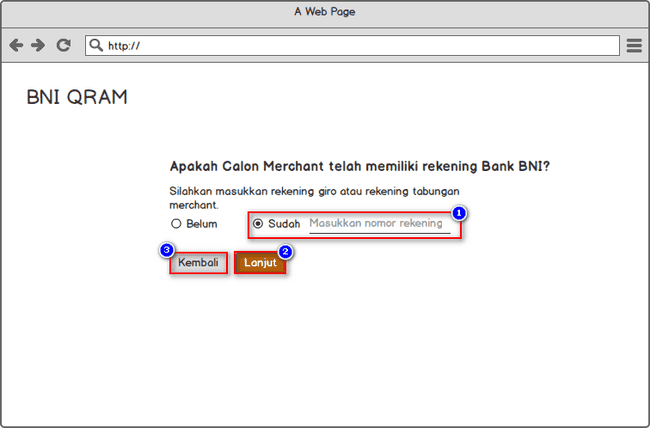 A Web Page
http://
BNI QRAM
Apakah Calon Merchant telah memiliki rekening Bank BNI?
Silahkan masukkan rekening giro atau rekening tabungan
merchant.
1
Belum Sudah Masukkan nomor rekening
3 2
Kembali Lanjut